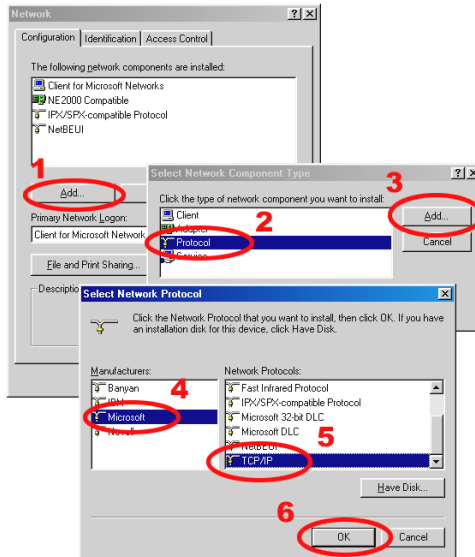 Network
Configuration Identification Access Control
The following network components are installed:
Client for Microsoft Networks
NE2000 Compatible
IPX/SPX-compatible Protocol
NetBEUI
1
Add...
Primary Network Logon:
Client for Microsoft Network
File and Print Sharing...
Descriptio
Select Network Component Type
3
Click the type of network component you want to install:
Client
2
Adapter
Protocol
Service
Add...
Cancel
Select Network Protocol
Click the Network Protocol that you want to install, then click OK. If you have
an installation disk for this device, click Have Disk.
Manufacturers:
Banyan
4
IBM
Microsoft
Novell
Network Protocols:
Fast Infrared Protocol
IPX/SPX-compatible Protocol
Microsoft 32-bit DLC
Microsoft DLC
5
NetBEUI
TCP/IP
Have Disk...
6
OK
Cancel